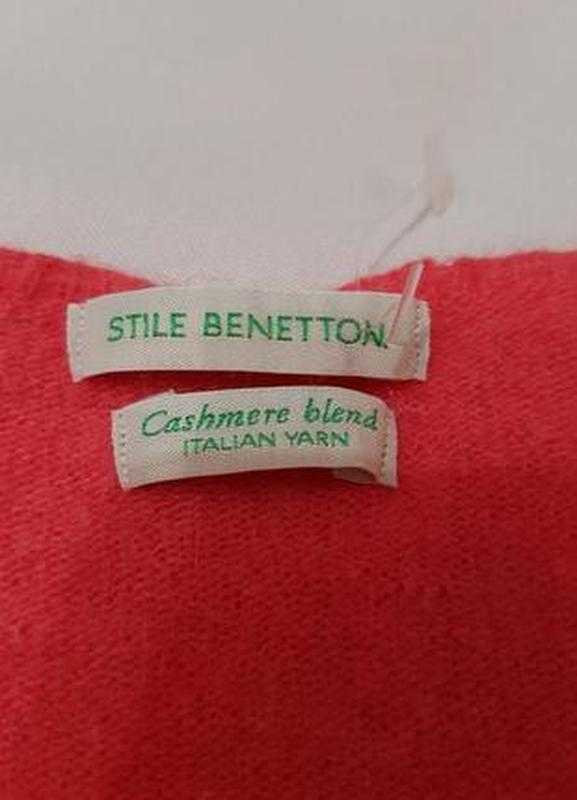 STILE BENETTON.
Cashmere blend
ITALIAN YARN